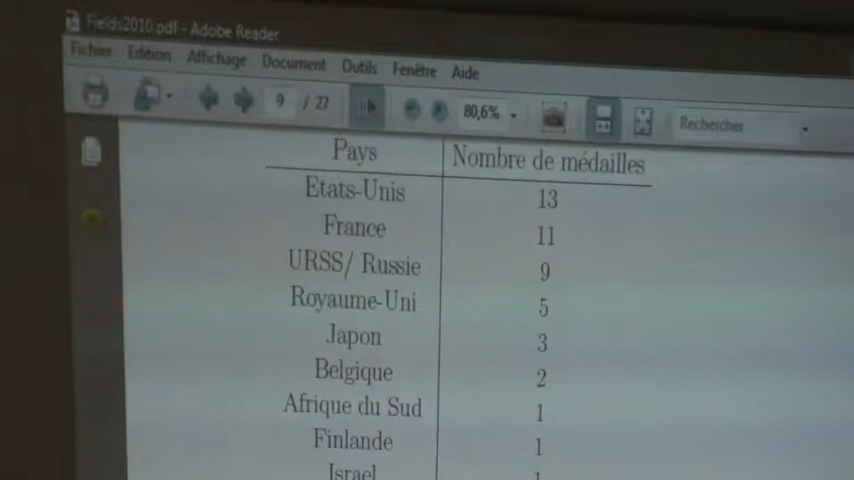 Fields2010.pdf - Adobe Reader
Fichier Edition Affichage Document Outils Fenêtre Aide
9 / 27 80,6% Rechercher
Pays Nombre de médailles
Etats-Unis 13
France 11
URSS/ Russie 9
Royaume-Uni 5
Japon 3
Belgique 2
Afrique du Sud 1
Finlande 1
Israel 1